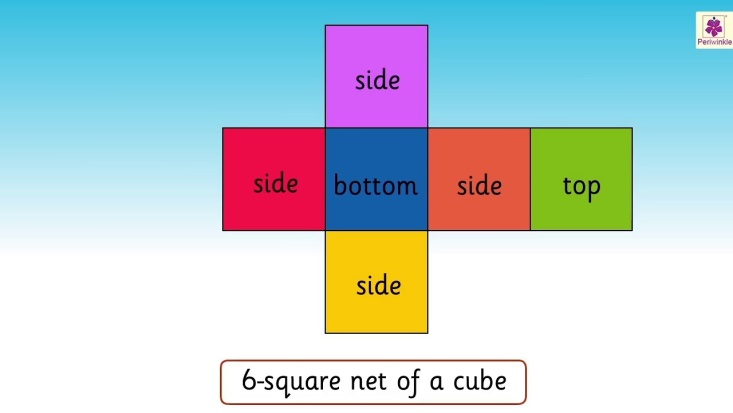 Periwinkle
side
side bottom side top
side
6-square net of a cube